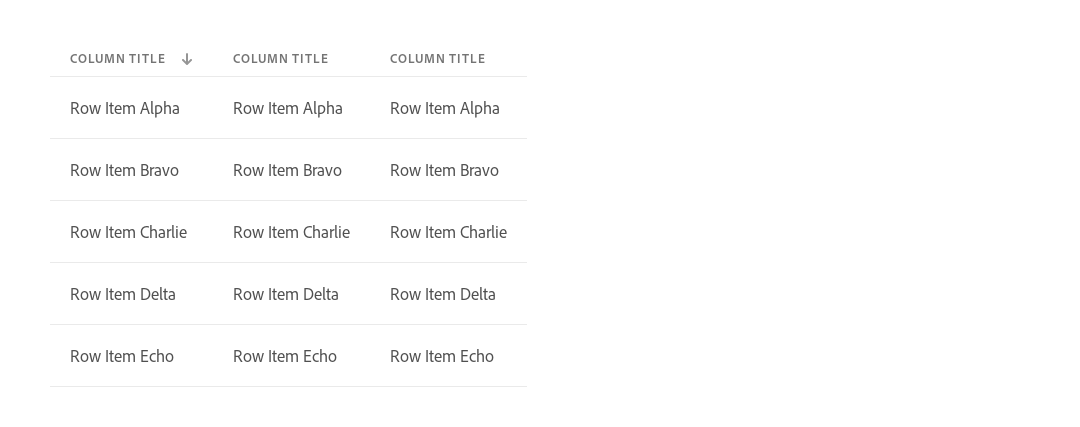 COLUMN TITLE COLUMN TITLE COLUMN TITLE
Row Item Alpha Row Item Alpha Row Item Alpha
Row Item Bravo Row Item Bravo Row Item Bravo
Row Item Charlie Row Item Charlie Row Item Charlie
Row Item Delta Row Item Delta Row Item Delta
Row Item Echo Row Item Echo Row Item Echo